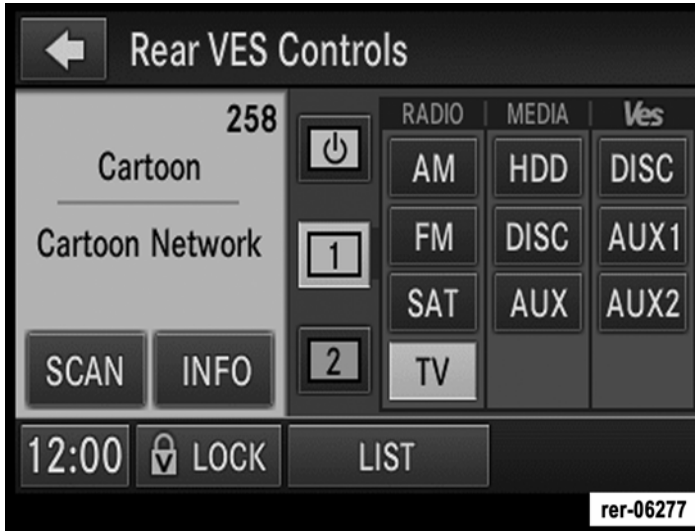 Rear VES Controls
258
Cartoon
Cartoon Network
SCAN INFO
1
2
RADIO MEDIA Ves
AM HDD DISC
FM DISC AUX1
SAT AUX AUX2
TV
12:00 LOCK LIST
rer-06277